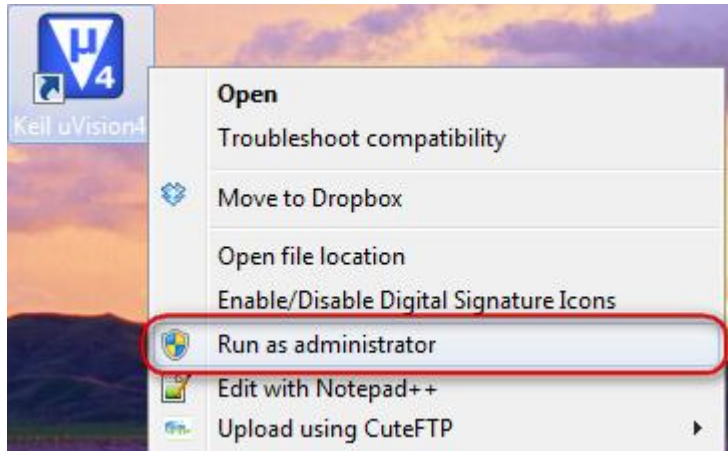 µ
4
Keil uVision4
Open
Troubleshoot compatibility
Move to Dropbox
Open file location
Enable/Disable Digital Signature Icons
Run as administrator
Edit with Notepad++
Upload using CuteFTP